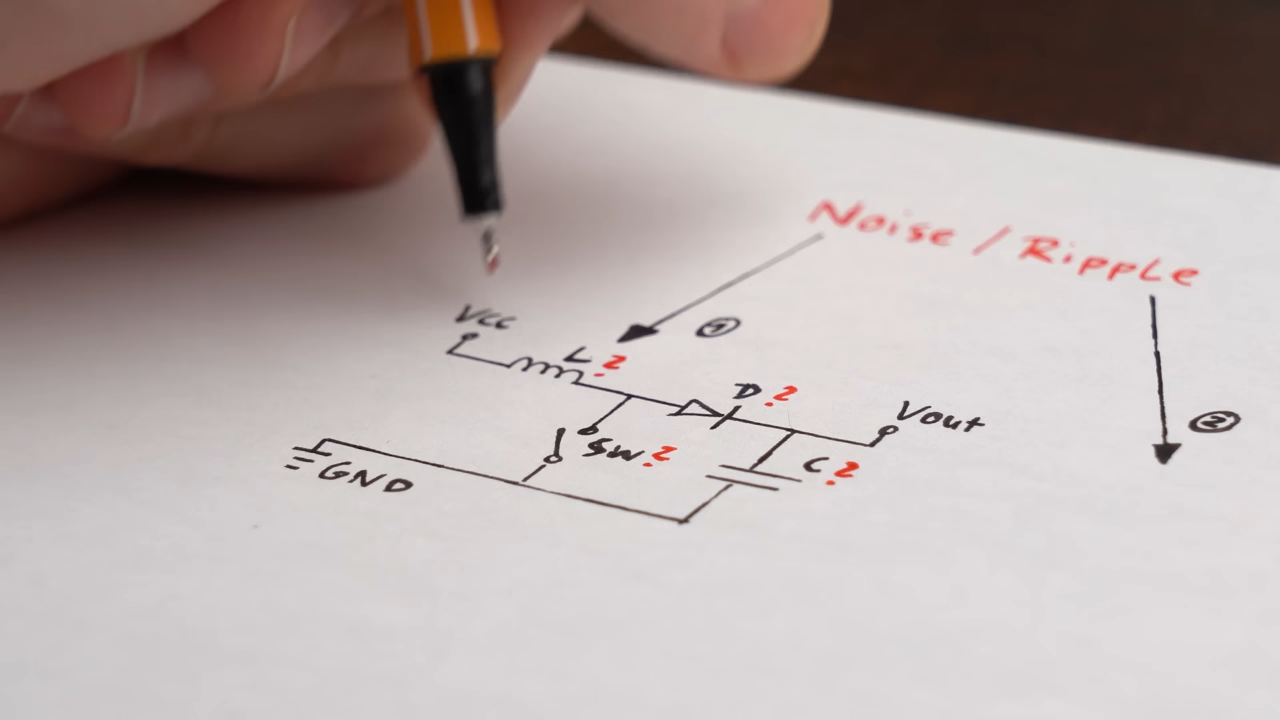 Noise / Ripple
①
②
Vcc
L?
D?
Vout
SW?
C?
GND